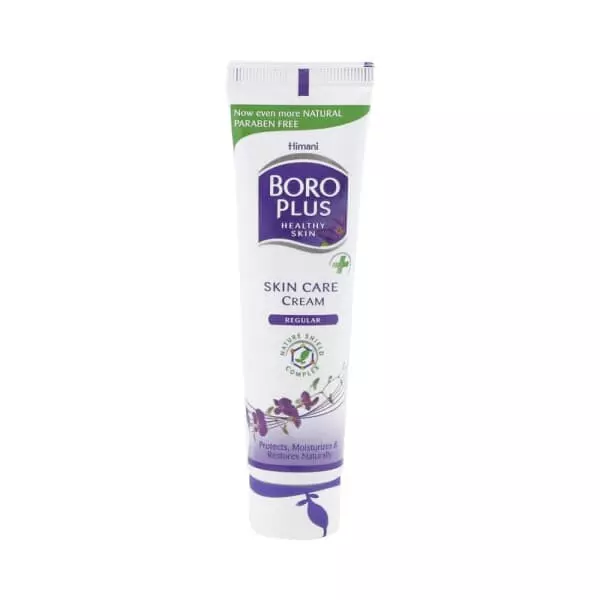 Now even more NATURAL
PARABEN FREE
Himani
BORO
PLUS
HEALTHY
SKIN
SKIN CARE
CREAM
REGULAR
NATURE SHIELD
COMPLEX
Protects, Moisturizes &
Restores Naturally